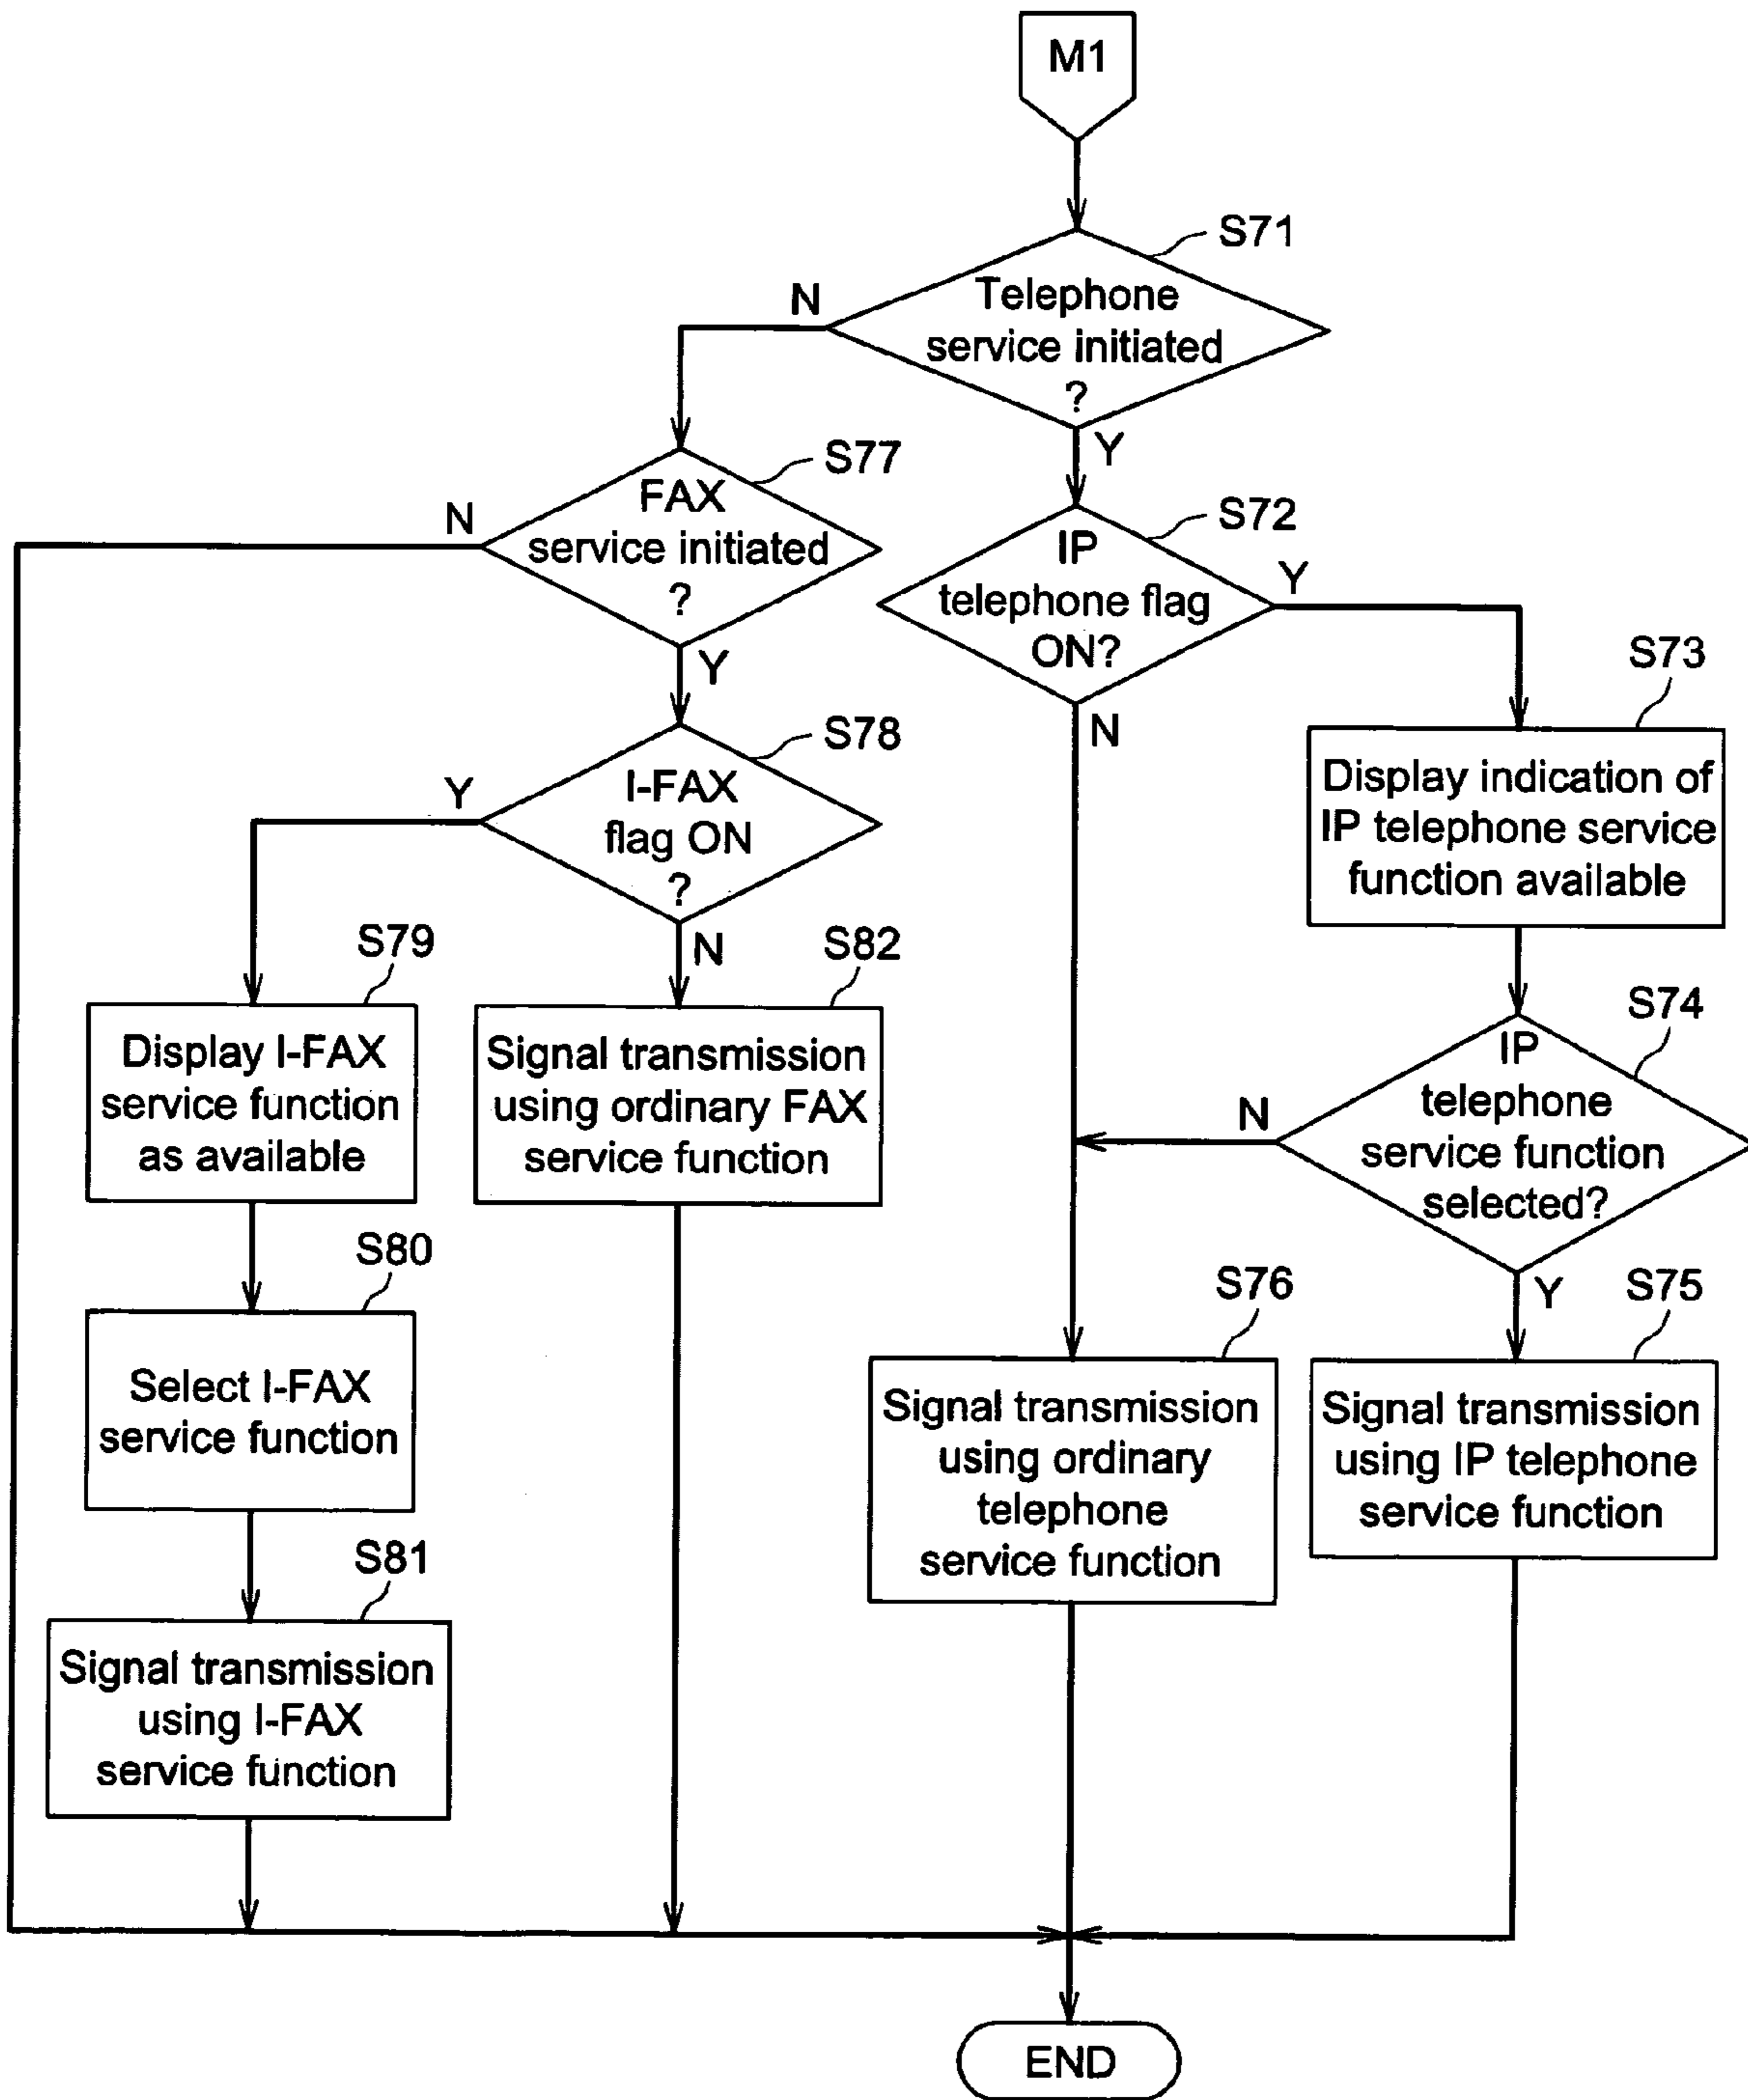 M1
S71
Telephone
service initiated
?
N
Y
S77
FAX
service initiated
?
N
Y
S72
IP
telephone flag
ON?
Y
N
S73
Display indication of
IP telephone service
function available
S78
I-FAX
flag ON
?
Y
N
S79
Display I-FAX
service function
as available
S82
Signal transmission
using ordinary FAX
service function
S74
IP
telephone
service function
selected?
N
Y
S80
Select I-FAX
service function
S76
Signal transmission
using ordinary
telephone
service function
S75
Signal transmission
using IP telephone
service function
S81
Signal transmission
using I-FAX
service function
END